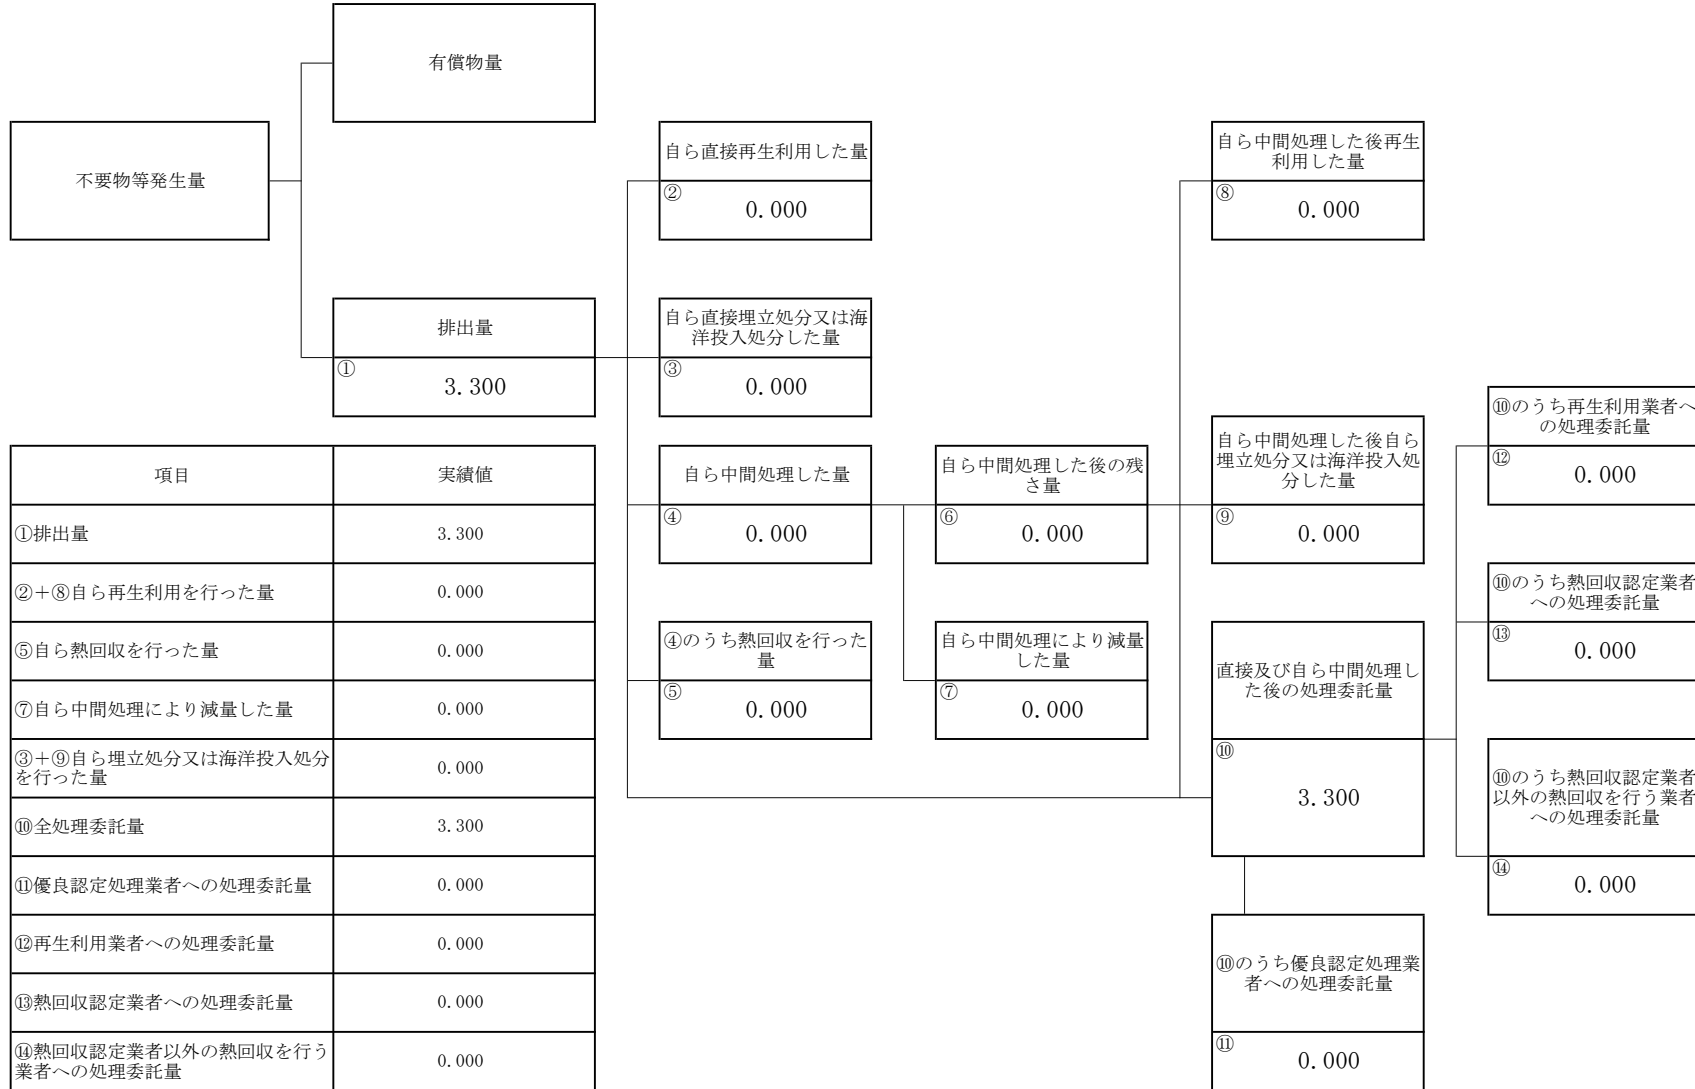 有償物量
不要物等発生量
自ら直接再生利用した量
②
0.000
自ら中間処理した後再生
利用した量
⑧
0.000
排出量
①
3.300
自ら直接埋立処分又は海
洋投入処分した量
③
0.000
自ら中間処理した量
④
0.000
自ら中間処理した後の残
さ量
⑥
0.000
自ら中間処理した後自ら
埋立処分又は海洋投入処
分した量
⑨
0.000
⑩のうち再生利用業者へ
の処理委託量
⑫
0.000
④のうち熱回収を行った
量
⑤
0.000
自ら中間処理により減量
した量
⑦
0.000
直接及び自ら中間処理し
た後の処理委託量
⑩
3.300
⑩のうち熱回収認定業者
への処理委託量
⑬
0.000
⑩のうち熱回収認定業者
以外の熱回収を行う業者
への処理委託量
⑭
0.000
⑩のうち優良認定処理業
者への処理委託量
⑪
0.000
項目 実績値
①排出量 3.300
②+⑧自ら再生利用を行った量 0.000
⑤自ら熱回収を行った量 0.000
⑦自ら中間処理により減量した量 0.000
③+⑨自ら埋立処分又は海洋投入処分
を行った量 0.000
⑩全処理委託量 3.300
⑪優良認定処理業者への処理委託量 0.000
⑫再生利用業者への処理委託量 0.000
⑬熱回収認定業者への処理委託量 0.000
⑭熱回収認定業者以外の熱回収を行う
業者への処理委託量 0.000